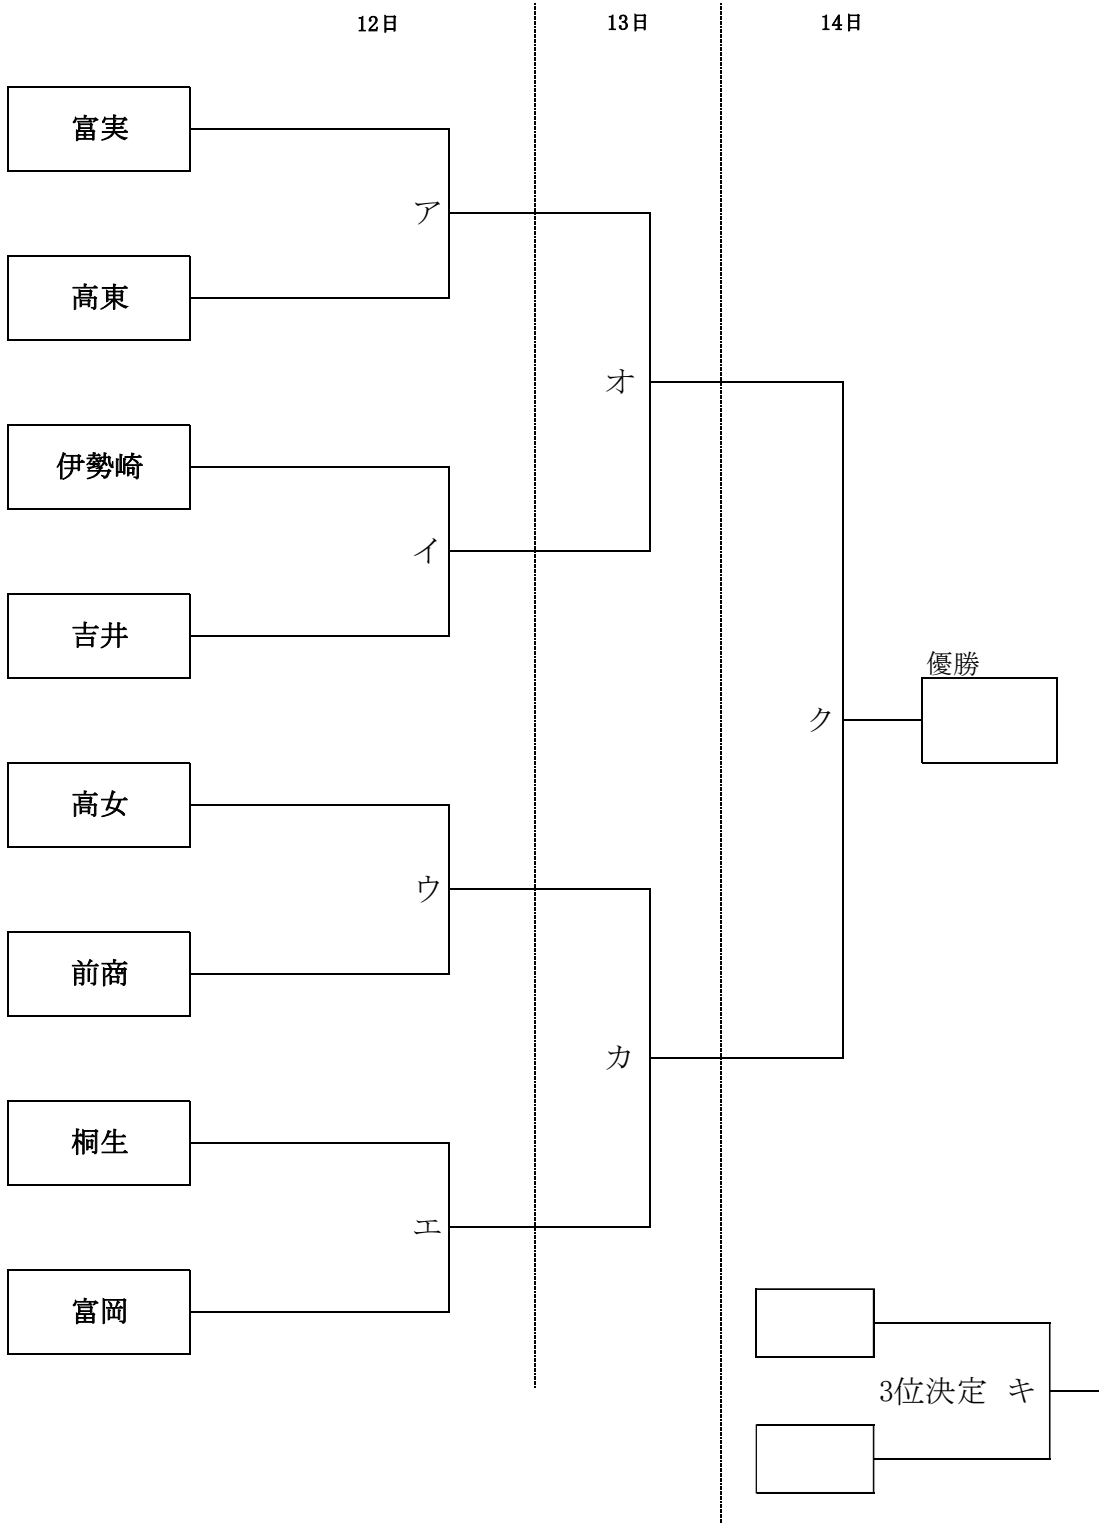 12日 13日 14日
富実
ア
高東
オ
伊勢崎
イ
吉井
優勝
ク
高女
ウ
前商
カ
桐生
エ
富岡
3位決定 キ